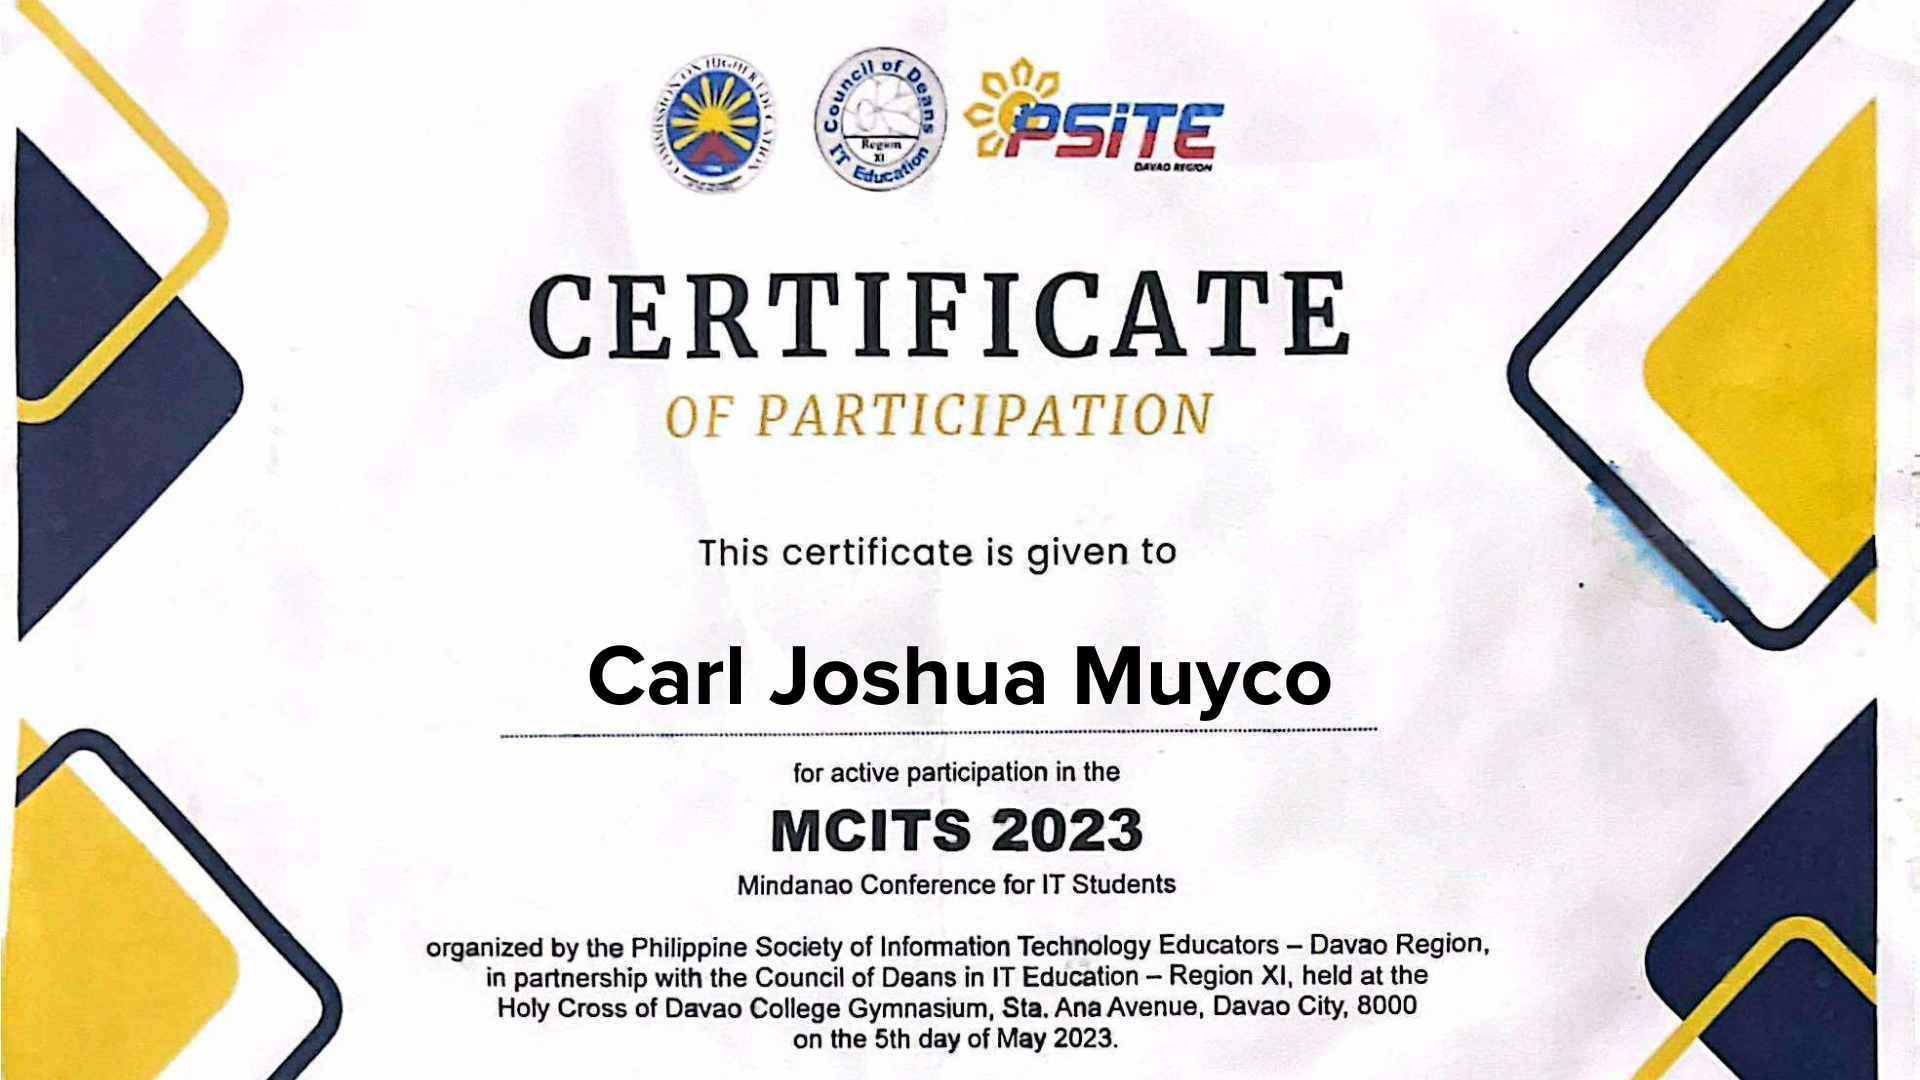 COMMISSION ON HIGHER EDUCATION
Council of Deans
Region
XI
IT Education
PSITE
DAVAO REGION
CERTIFICATE
OF PARTICIPATION
This certificate is given to
Carl Joshua Muyco
for active participation in the
MCITS 2023
Mindanao Conference for IT Students
organized by the Philippine Society of Information Technology Educators – Davao Region,
in partnership with the Council of Deans in IT Education – Region XI, held at the
Holy Cross of Davao College Gymnasium, Sta. Ana Avenue, Davao City, 8000
on the 5th day of May 2023.